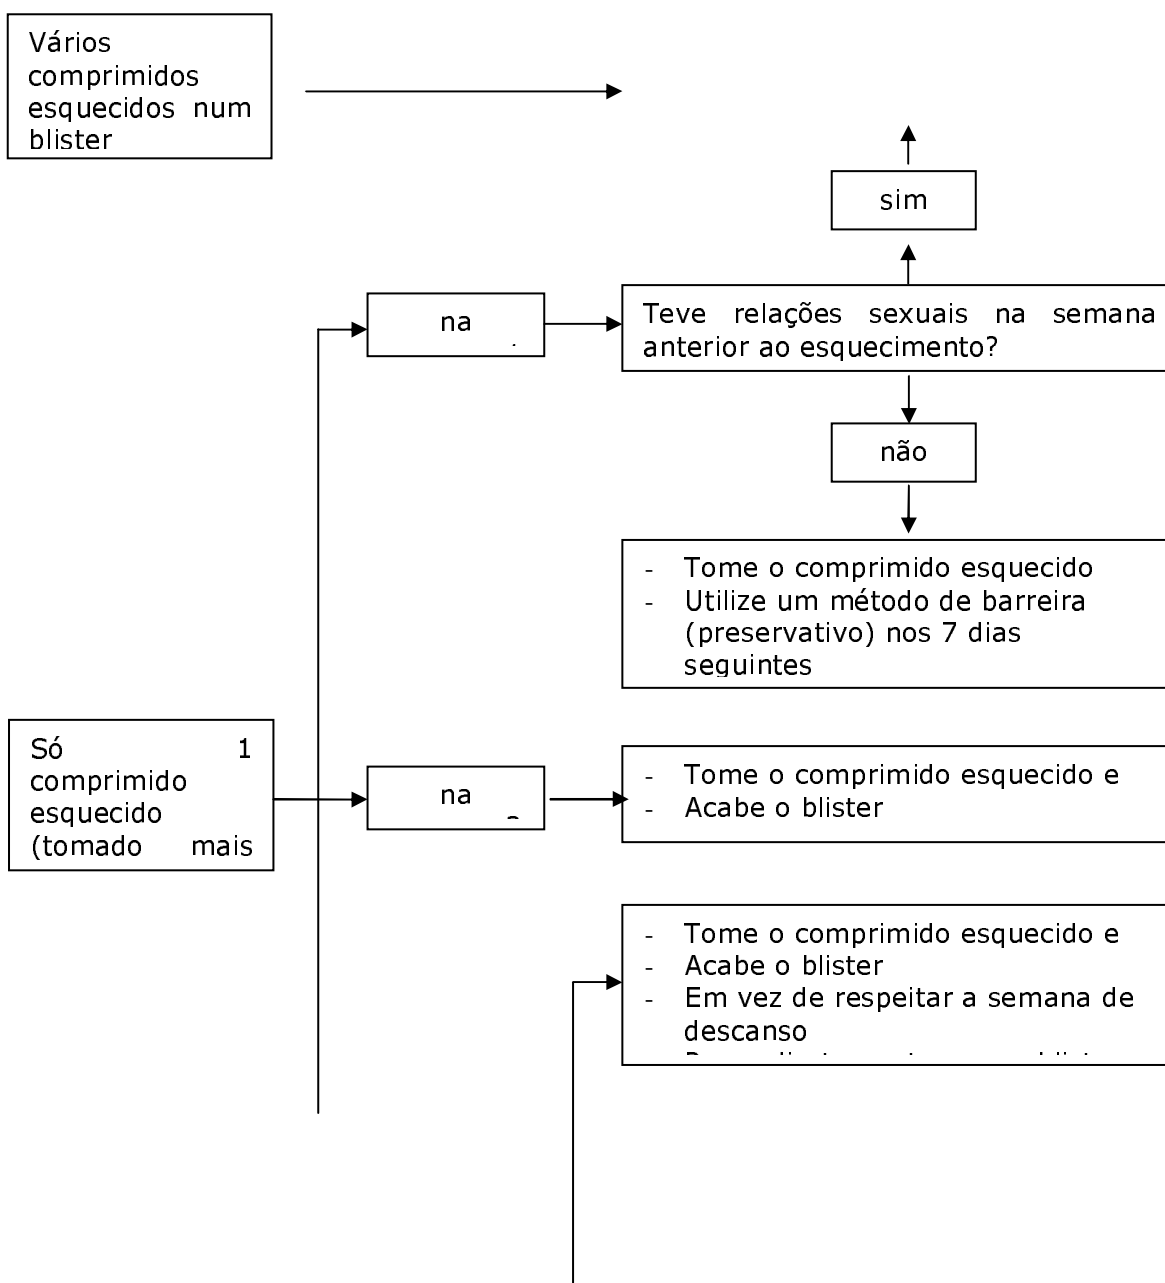 Vários
comprimidos
esquecidos num
blister
sim
na
Teve relações sexuais na semana
anterior ao esquecimento?
não
- Tome o comprimido esquecido
- Utilize um método de barreira
(preservativo) nos 7 dias
seguintes
Só 1
comprimido
esquecido
(tomado mais
na
- Tome o comprimido esquecido e
- Acabe o blister
- Tome o comprimido esquecido e
- Acabe o blister
- Em vez de respeitar a semana de
descanso